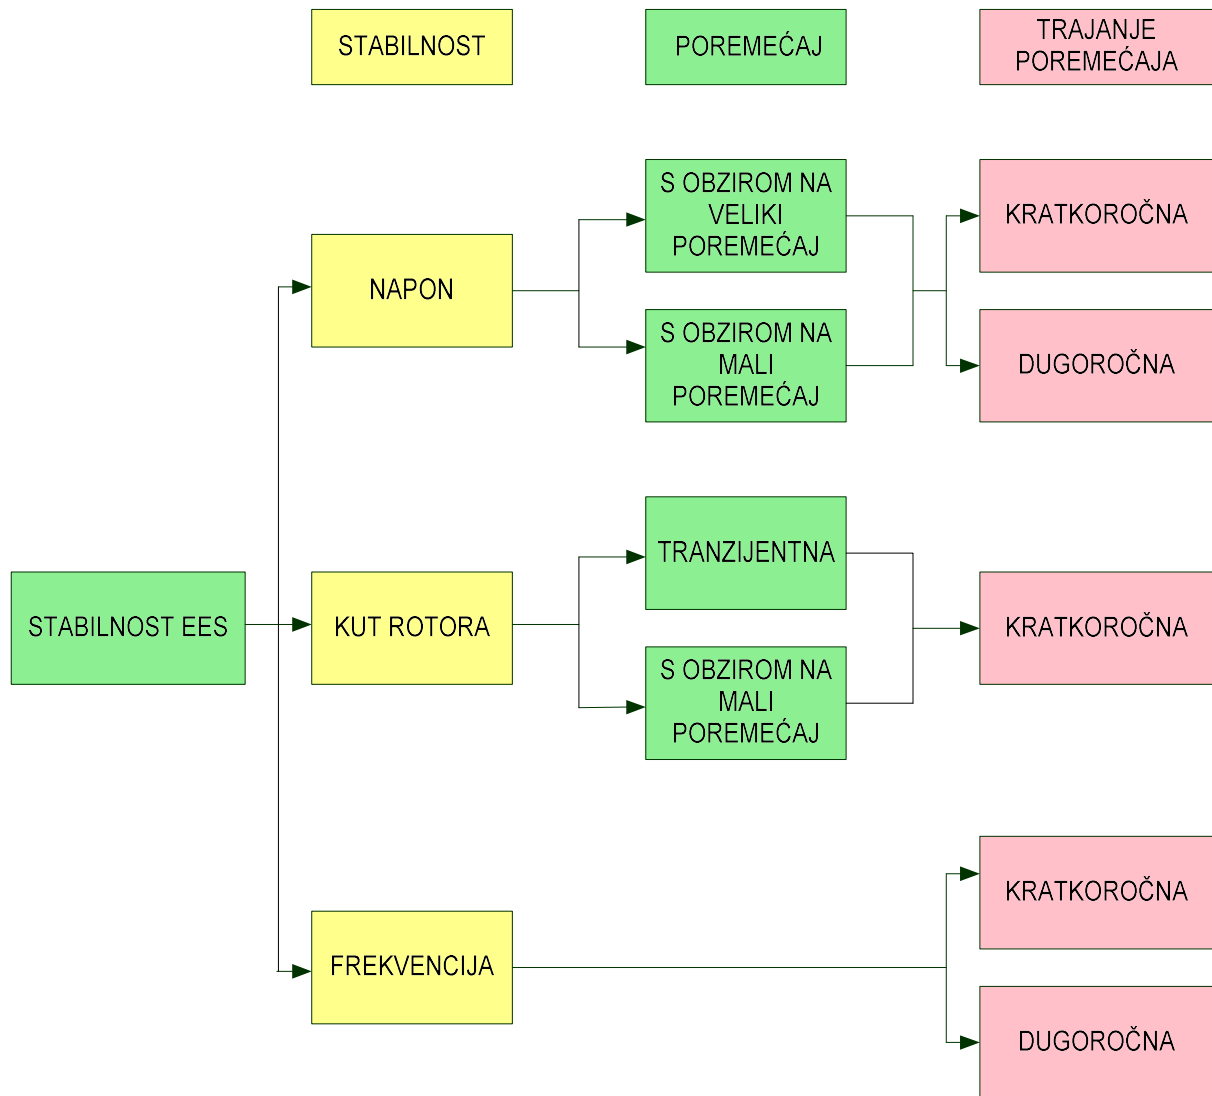 STABILNOST
POREMEĆAJ
TRAJANJE
POREMEĆAJA
S OBZIROM NA
VELIKI
POREMEĆAJ
KRATKOROČNA
NAPON
S OBZIROM NA
MALI
POREMEĆAJ
DUGOROČNA
TRANZIJENTNA
STABILNOST EES
KUT ROTORA
KRATKOROČNA
S OBZIROM NA
MALI
POREMEĆAJ
KRATKOROČNA
FREKVENCIJA
DUGOROČNA